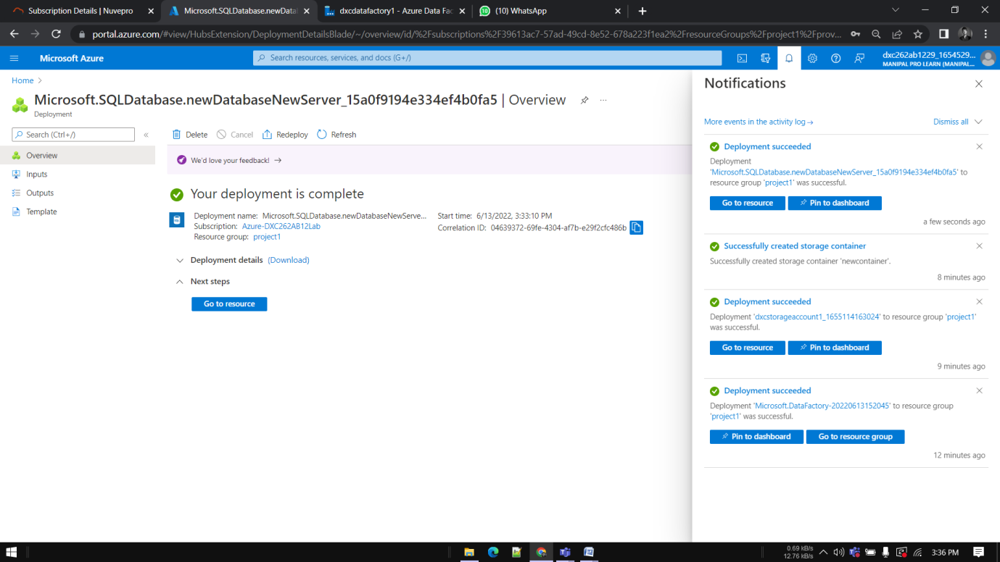 Subscription Details | Nuvepro
Microsoft.SQLDatabase.newDatal
dxcdatafactory1 - Azure Data Fac
(10) WhatsApp
portal.azure.com/#view/HubsExtension/DeploymentDetailsBlade/~/overview/id/%2Fsubscriptions%2F39613ac7-57ad-49cd-8e52-678a223f1ea2%2FresourceGroups%2Fproject1%2Fprov...
Microsoft Azure
Search resources, services, and docs (G+/)
dxc262ab1229_1654529...
MANIPAL PRO LEARN (MANIPAL...
Home >
Microsoft.SQLDatabase.newDatabaseNewServer_15a0f9194e334ef4b0fa5 | Overview
Deployment
Search (Ctrl+/)
Overview
Inputs
Outputs
Template
Delete
Cancel
Redeploy
Refresh
We'd love your feedback! →
Your deployment is complete
Deployment name: Microsoft.SQLDatabase.newDatabaseNewServe...
Subscription: Azure-DXC262AB12Lab
Resource group: project1
Start time: 6/13/2022, 3:33:10 PM
Correlation ID: 04639372-69fe-4304-af7b-e29f2cfc486b
Deployment details (Download)
Next steps
Go to resource
Notifications
More events in the activity log →
Dismiss all
Deployment succeeded
Deployment
'Microsoft.SQLDatabase.newDatabaseNewServer_15a0f9194e334ef4b0fa5' to
resource group 'project1' was successful.
Go to resource
Pin to dashboard
a few seconds ago
Successfully created storage container
Successfully created storage container 'newcontainer'.
8 minutes ago
Deployment succeeded
Deployment 'dxcstorageaccount1_1655114163024' to resource group 'project1'
was successful.
Go to resource
Pin to dashboard
9 minutes ago
Deployment succeeded
Deployment 'Microsoft.DataFactory-20220613152045' to resource group
'project1' was successful.
Pin to dashboard
Go to resource group
12 minutes ago
0.69 kB/s
12.76 kB/s
3:36 PM